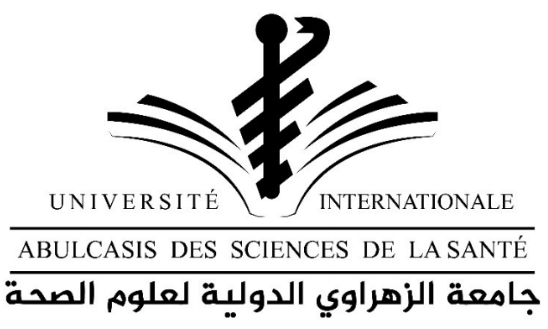 UNIVERSITÉ INTERNATIONALE
ABULCASIS DES SCIENCES DE LA SANTÉ
جامعة الزهراوي الدولية لعلوم الصحة